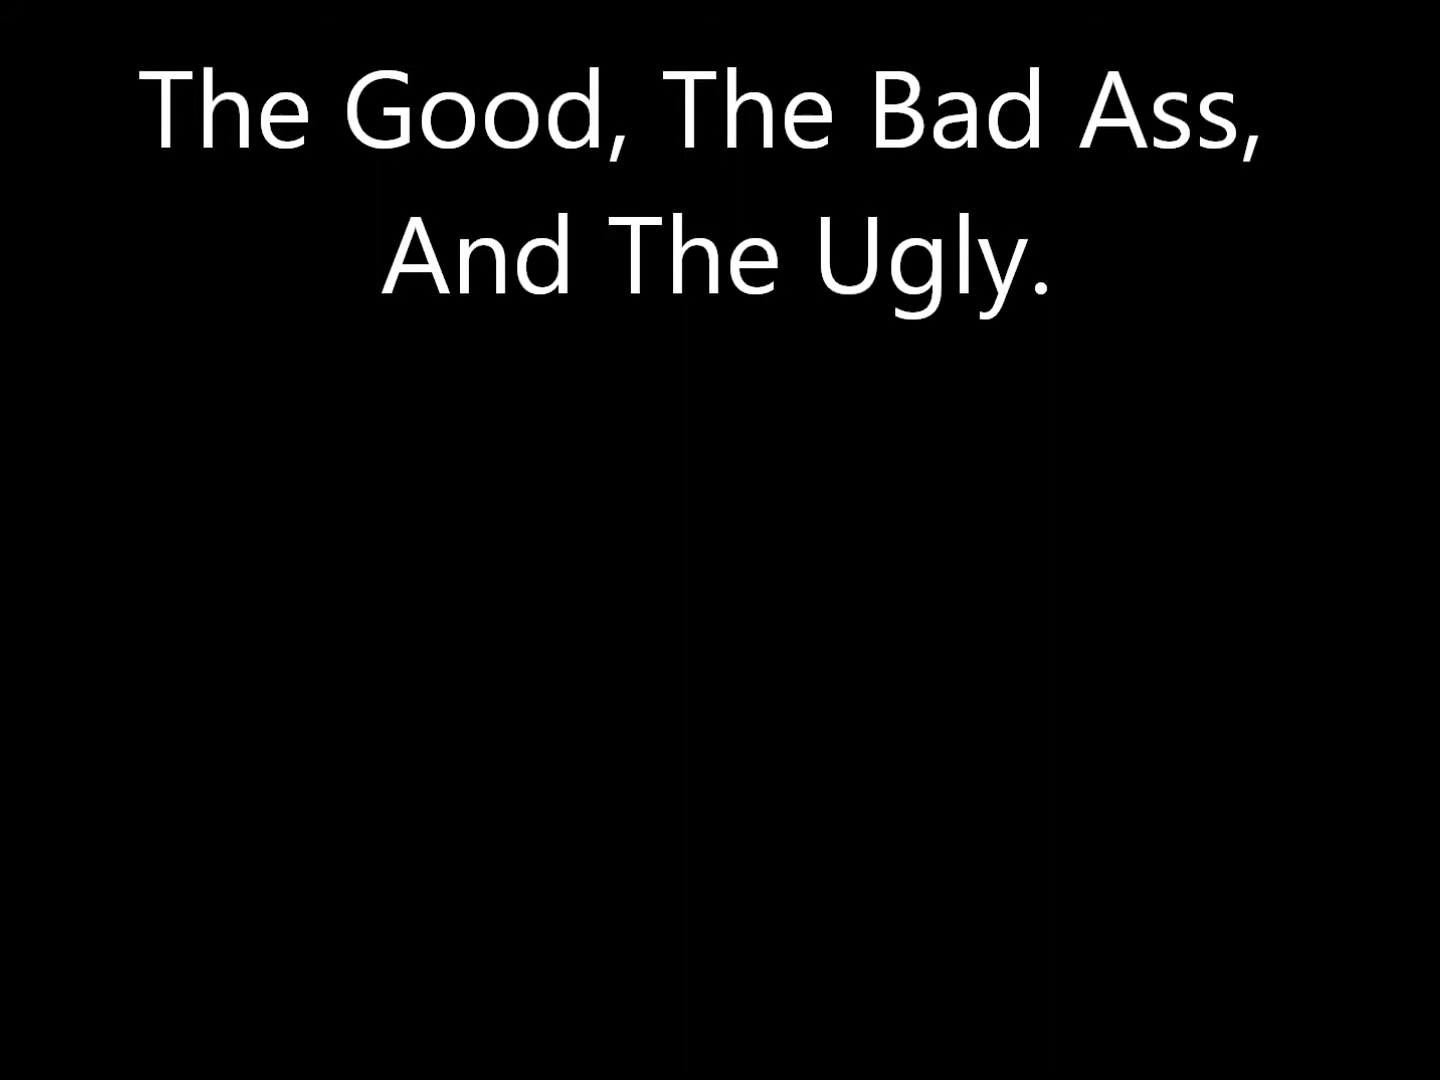 The Good, The Bad Ass,
And The Ugly.